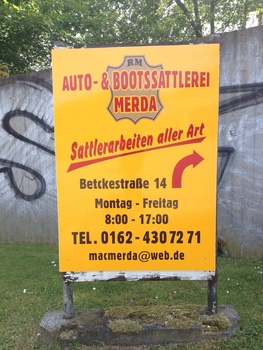 RM
AUTO- & BOOTSSATTLEREI
MERDA
Sattlerarbeiten aller Art
Betckestraße 14
Montag - Freitag
8:00 - 17:00
TEL. 0162 - 430 72 71
macmerda@web.de